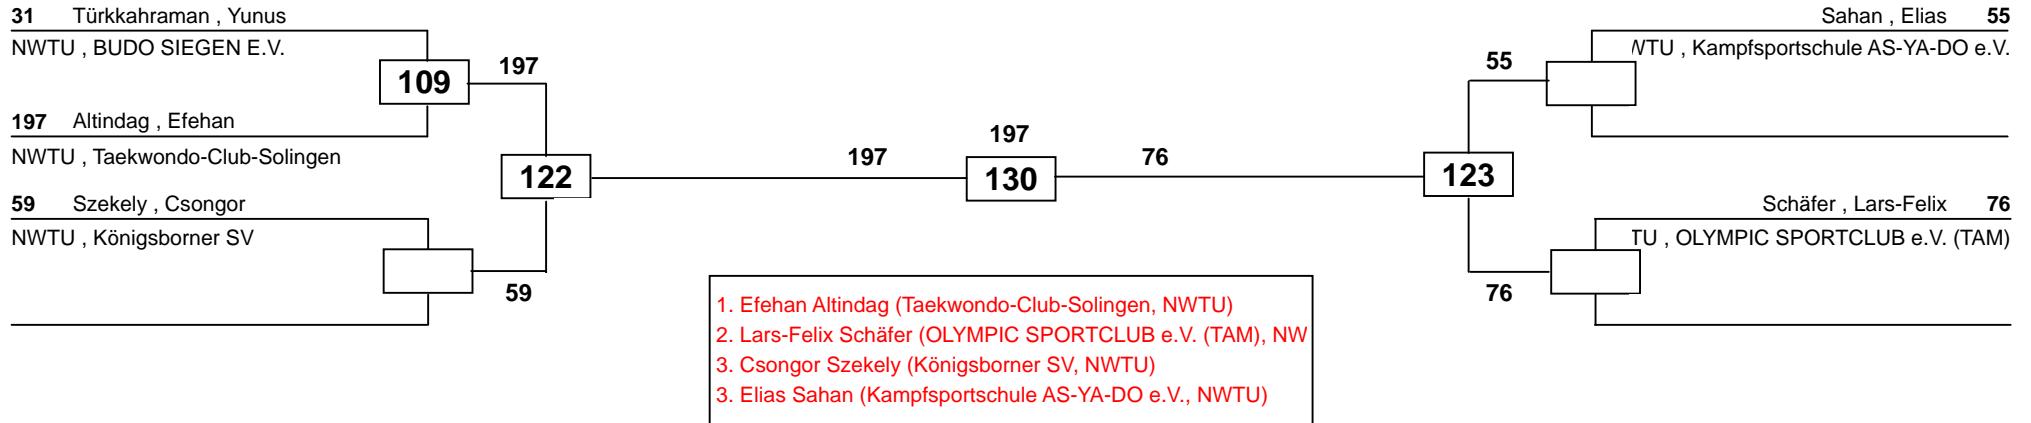 31 Türkkahraman , Yunus
NWTU , BUDO SIEGEN E.V.
109
197
197 Altindag , Efehan
NWTU , Taekwondo-Club-Solingen
122
59 Szekely , Csongor
NWTU , Königsborner SV
59
197
197
130
76
Sahan , Elias 55
WTU , Kampfsportschule AS-YA-DO e.V.
55
123
Schäfer , Lars-Felix 76
TU , OLYMPIC SPORTCLUB e.V. (TAM)
76
1. Efehan Altindag (Taekwondo-Club-Solingen, NWTU)
2. Lars-Felix Schäfer (OLYMPIC SPORTCLUB e.V. (TAM), NW
3. Csongor Szekely (Königsborner SV, NWTU)
3. Elias Sahan (Kampfsportschule AS-YA-DO e.V., NWTU)